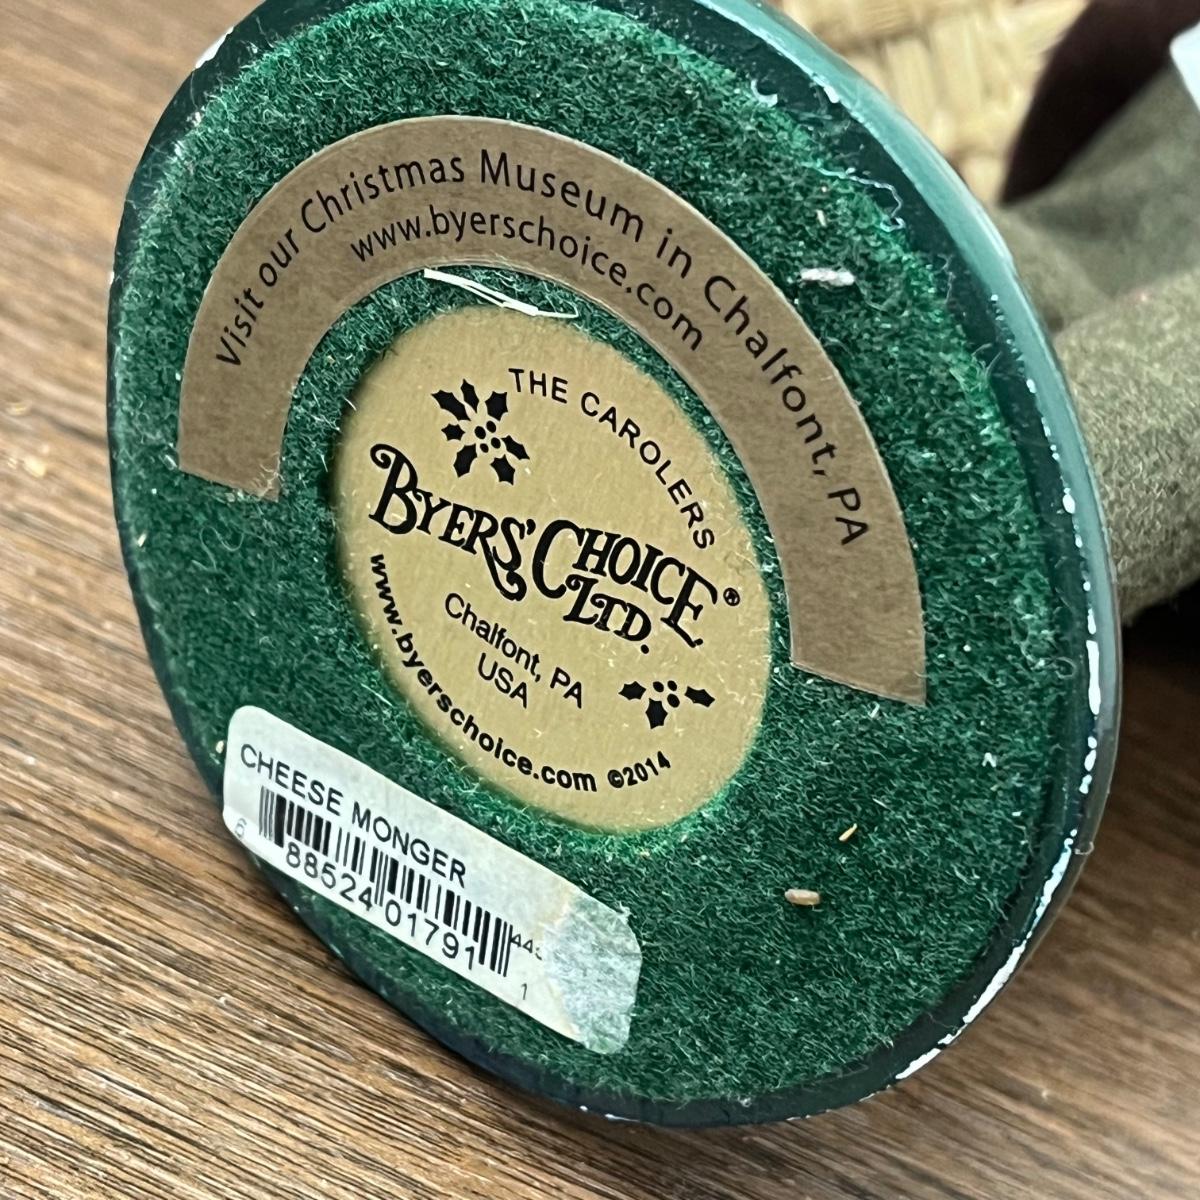 Visit our Christmas Museum in Chalfont, PA
www.byerschoice.com
THE CAROLERS
BYERS' CHOICE®
LTD.
Chalfont, PA
USA
www.byerschoice.com ©2014
CHEESE MONGER
6 88524 01791 1